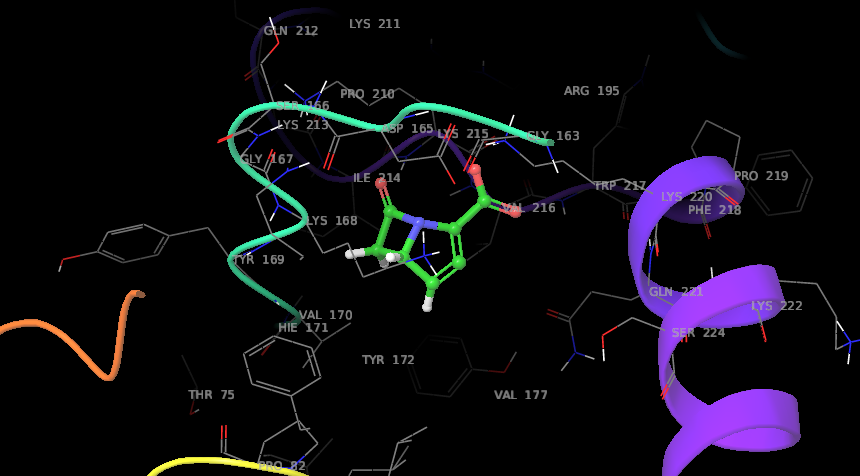 LYS 211
GLN 212
ARG 195
PRO 210
SER 166
LYS 213
ASP 165
LYS 215
GLY 163
GLY 167
ILE 214
PRO 219
TRP 217
LYS 220
VAL 216
PHE 218
LYS 168
TYR 169
GLN 221
LYS 222
VAL 170
HIE 171
SER 224
TYR 172
THR 75
VAL 177
PRO 82